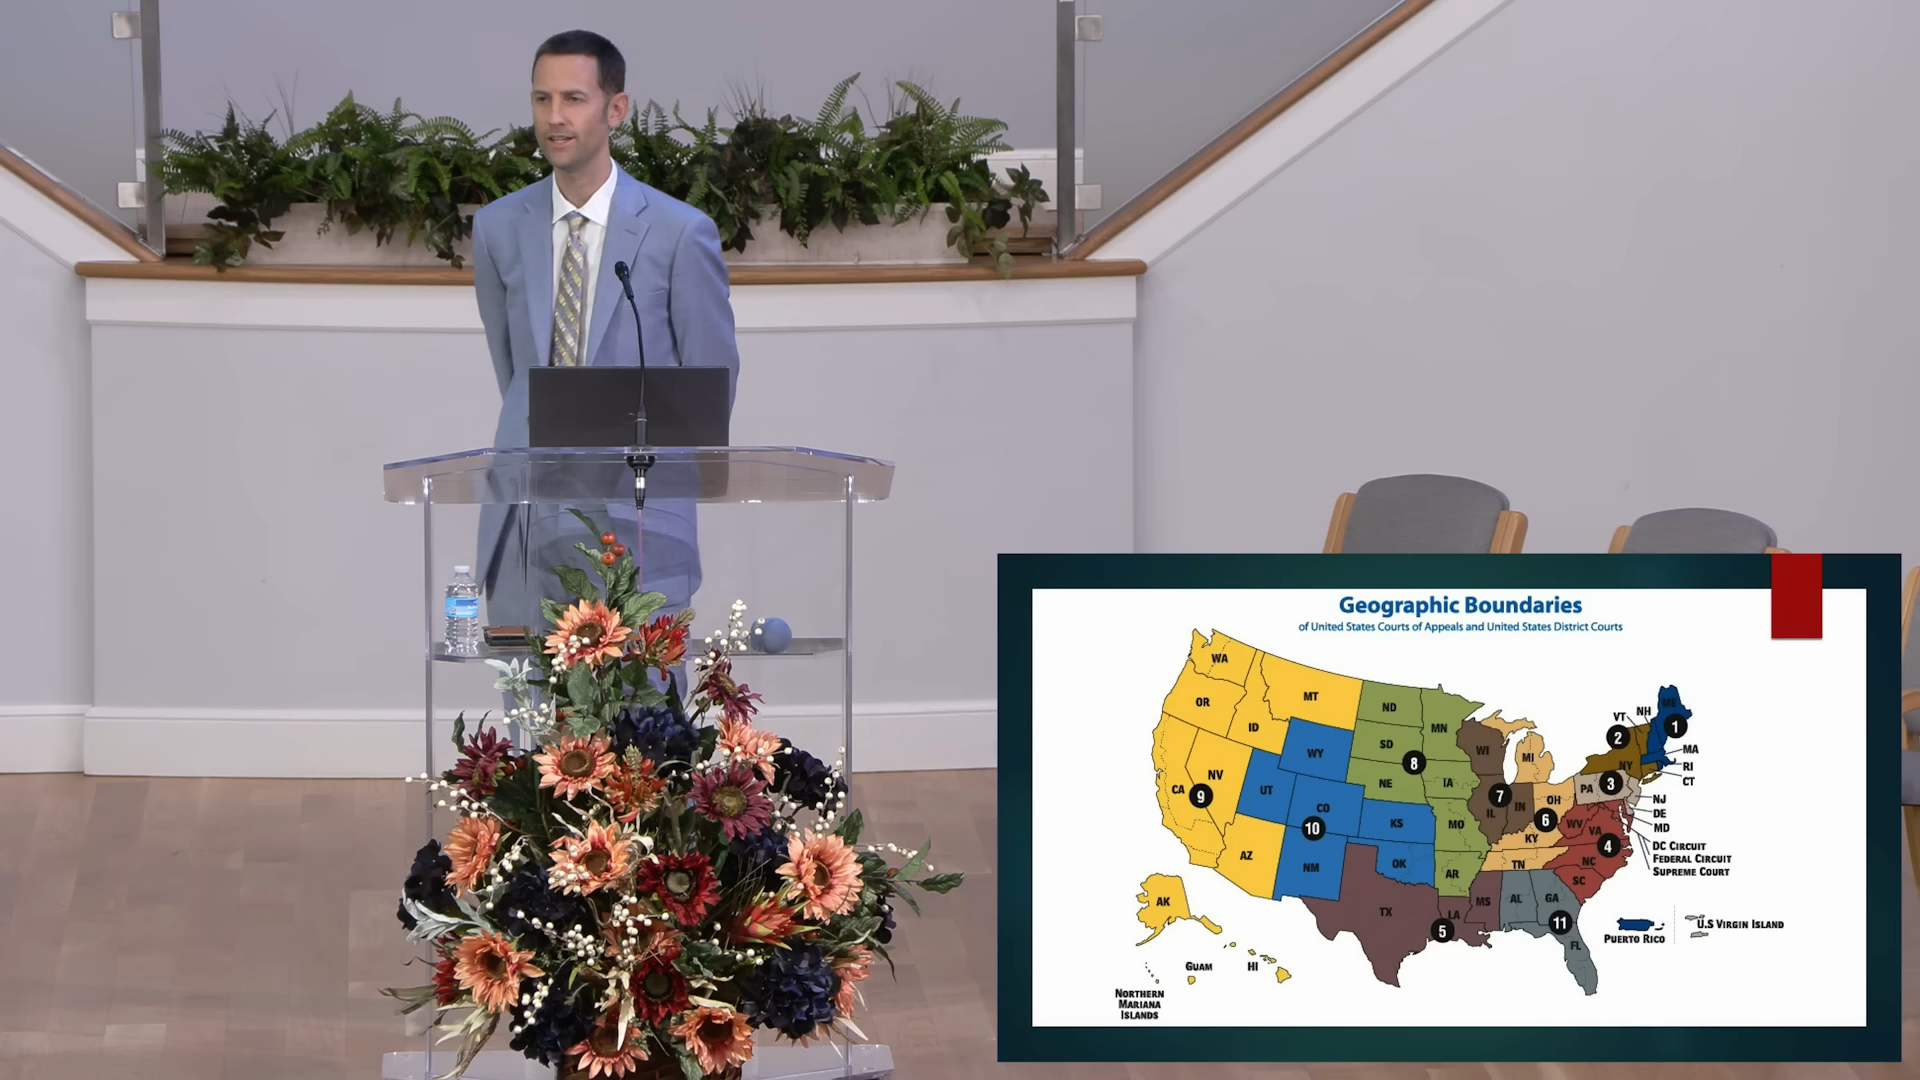 Geographic Boundaries
of United States Courts of Appeals and United States District Courts
WA
OR
ID
MT
NV
CA
9
AZ
WY
UT
CO
10
NM
KS
OK
ND
SD
8
NE
MN
IA
MO
AR
TX
LA
5
MS
WI
7
IL
IN
MI
OH
6
KY
TN
AL
GA
11
FL
WV
VA
4
NC
SC
PA
3
NY
2
VT
NH
ME
1
MA
RI
CT
NJ
DE
MD
DC Circuit
Federal Circuit
Supreme Court
AK
Guam
HI
Northern
Mariana
Islands
Puerto Rico
U.S Virgin Island